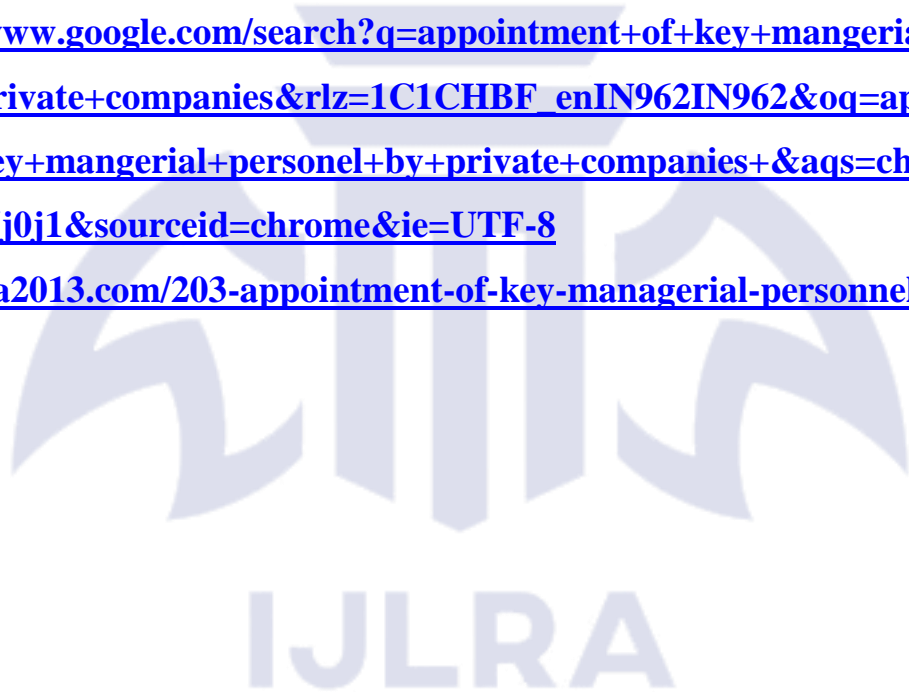 www.google.com/search?q=appointment+of+key+mangeria
rivate+companies&rlz=1C1CHBF_enIN962IN962&oq=ap
ey+mangerial+personel+by+private+companies+&aqs=ch
j0j1&sourceid=chrome&ie=UTF-8
a2013.com/203-appointment-of-key-managerial-personnel
IJLRA